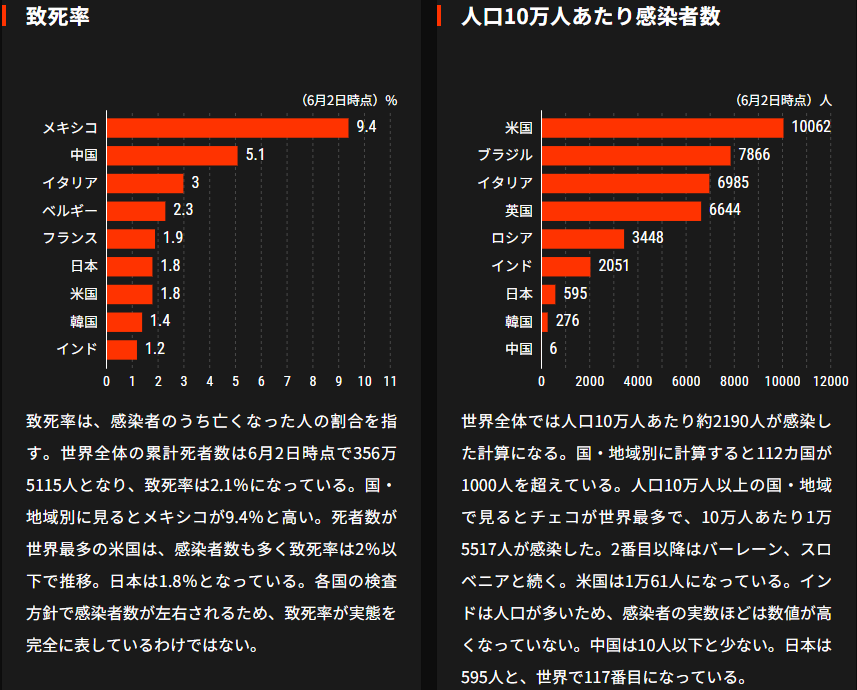 致死率
(6月2日時点) %
メキシコ 9.4
中国 5.1
イタリア 3
ベルギー 2.3
フランス 1.9
日本 1.8
米国 1.8
韓国 1.4
インド 1.2
0 1 2 3 4 5 6 7 8 9 10 11
致死率は、感染者のうち亡くなった人の割合を指
す。世界全体の累計死者数は6月2日時点で356万
5115人となり、致死率は2.1%になっている。国・
地域別に見るとメキシコが9.4%と高い。死者数が
世界最多の米国は、感染者数も多く致死率は2%以
下で推移。日本は1.8%となっている。各国の検査
方針で感染者数が左右されるため、致死率が実態を
完全に表しているわけではない。
人口10万人あたり感染者数
(6月2日時点) 人
米国 10062
ブラジル 7866
イタリア 6985
英国 6644
ロシア 3448
インド 2051
日本 595
韓国 276
中国 6
0 2000 4000 6000 8000 10000 12000
世界全体では人口10万人あたり約2190人が感染し
た計算になる。国・地域別に計算すると112カ国が
1000人を超えている。人口10万人以上の国・地域
で見るとチェコが世界最多で、10万人あたり1万
5517人が感染した。2番目以降はバーレーン、スロ
ベニアと続く。米国は1万61人になっている。イン
ドは人口が多いため、感染者の実数ほどは数値が高
くなっていない。中国は10人以下と少ない。日本は
595人と、世界で117番目になっている。